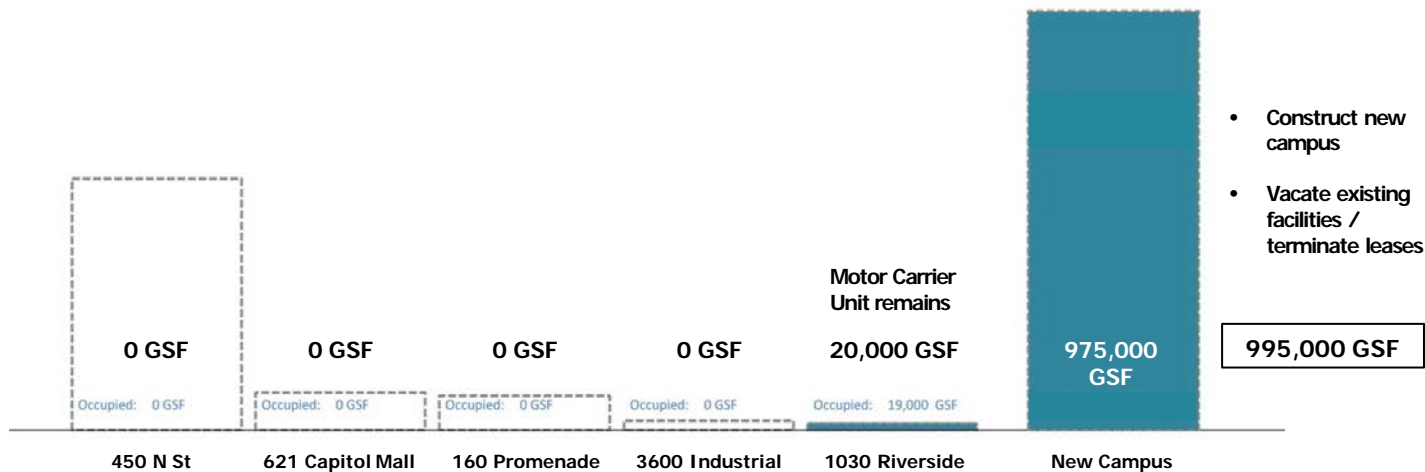 • Construct new
campus
• Vacate existing
facilities /
terminate leases
Motor Carrier
Unit remains
0 GSF
0 GSF
0 GSF
0 GSF
20,000 GSF
975,000
GSF
995,000 GSF
Occupied: 0 GSF
Occupied: 0 GSF
Occupied: 0 GSF
Occupied: 0 GSF
Occupied: 19,000 GSF
450 N St
621 Capitol Mall
160 Promenade
3600 Industrial
1030 Riverside
New Campus